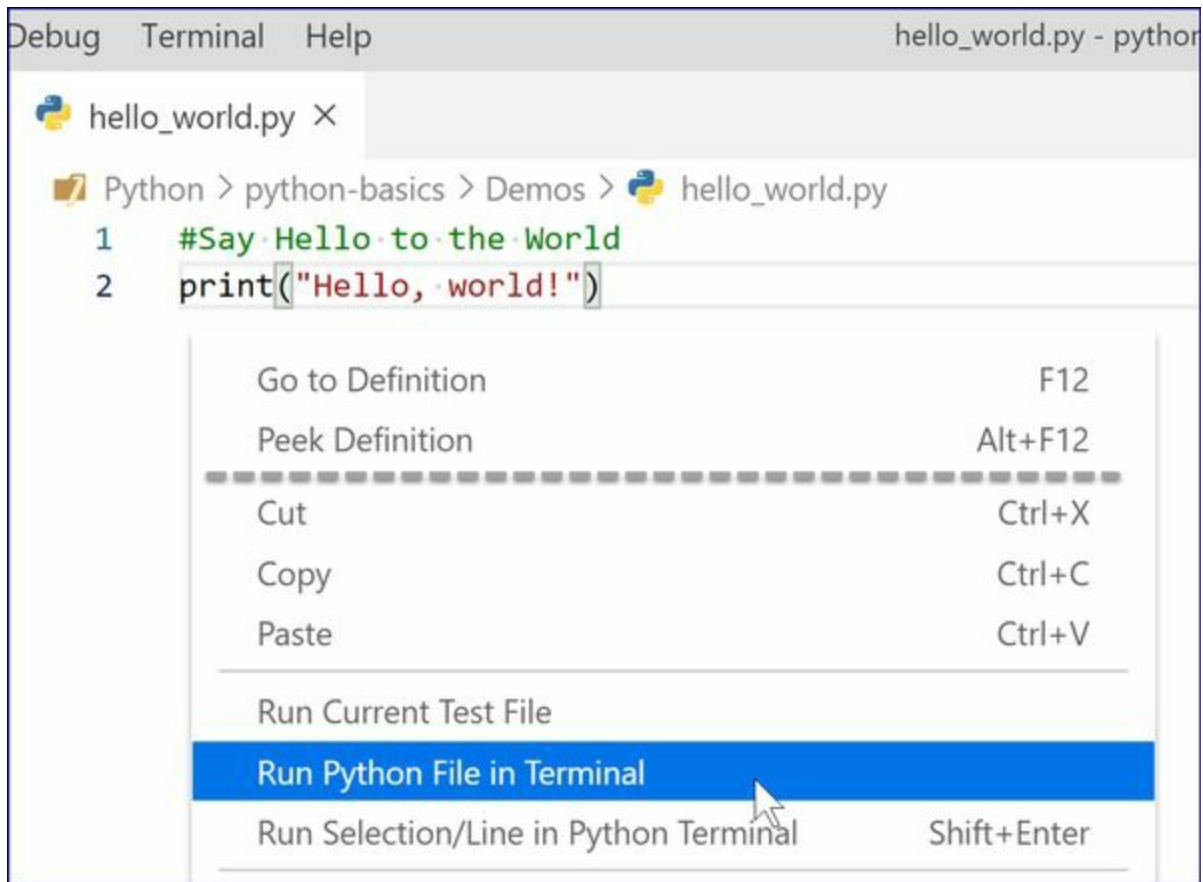 Debug Terminal Help hello_world.py - python
hello_world.py ×
Python > python-basics > Demos > hello_world.py
1 #Say Hello to the World
2 print("Hello, world!")
Go to Definition F12
Peek Definition Alt+F12
Cut Ctrl+X
Copy Ctrl+C
Paste Ctrl+V
Run Current Test File
Run Python File in Terminal
Run Selection/Line in Python Terminal Shift+Enter